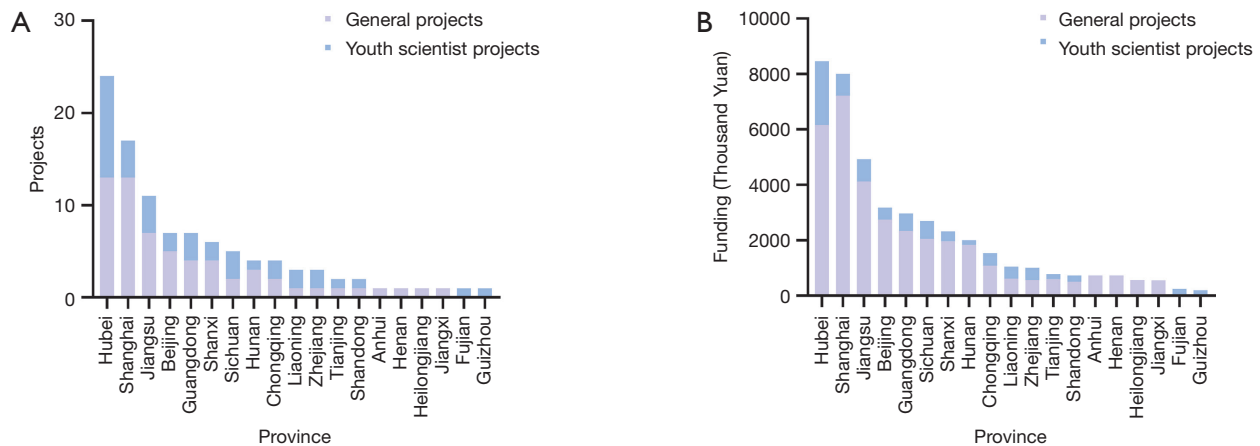 A
General projects
Youth scientist projects
30
20
10
0
Projects
Hubei
Shanghai
Jiangsu
Beijing
Guangdong
Shanxi
Sichuan
Hunan
Chongqing
Liaoning
Zhejiang
Tianjing
Shandong
Anhui
Henan
Heilongjiang
Jiangxi
Fujian
Guizhou
Province
B
General projects
Youth scientist projects
10000
8000
6000
4000
2000
0
Funding (Thousand Yuan)
Hubei
Shanghai
Jiangsu
Beijing
Guangdong
Sichuan
Shanxi
Hunan
Chongqing
Liaoning
Zhejiang
Tianjing
Shandong
Anhui
Henan
Heilongjiang
Jiangxi
Fujian
Guizhou
Province